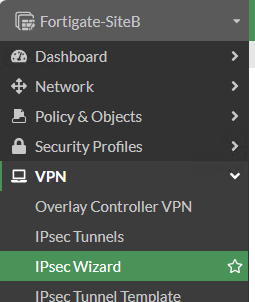 Fortigate-SiteB
Dashboard
Network
Policy & Objects
Security Profiles
VPN
Overlay Controller VPN
IPsec Tunnels
IPsec Wizard
IPsec Tunnel Template